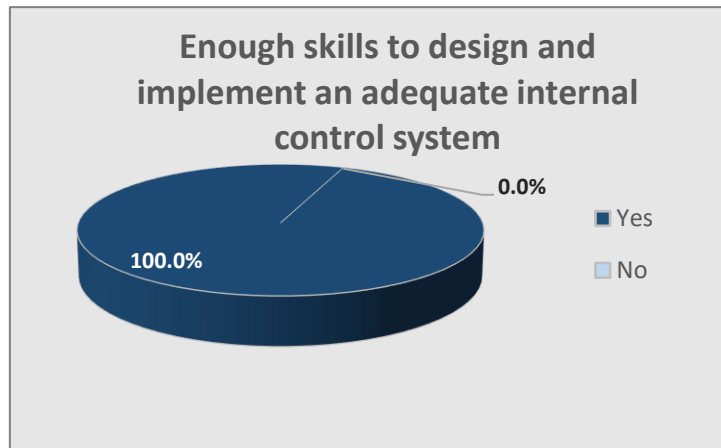 Enough skills to design and
implement an adequate internal
control system
0.0%
100.0%
Yes
No